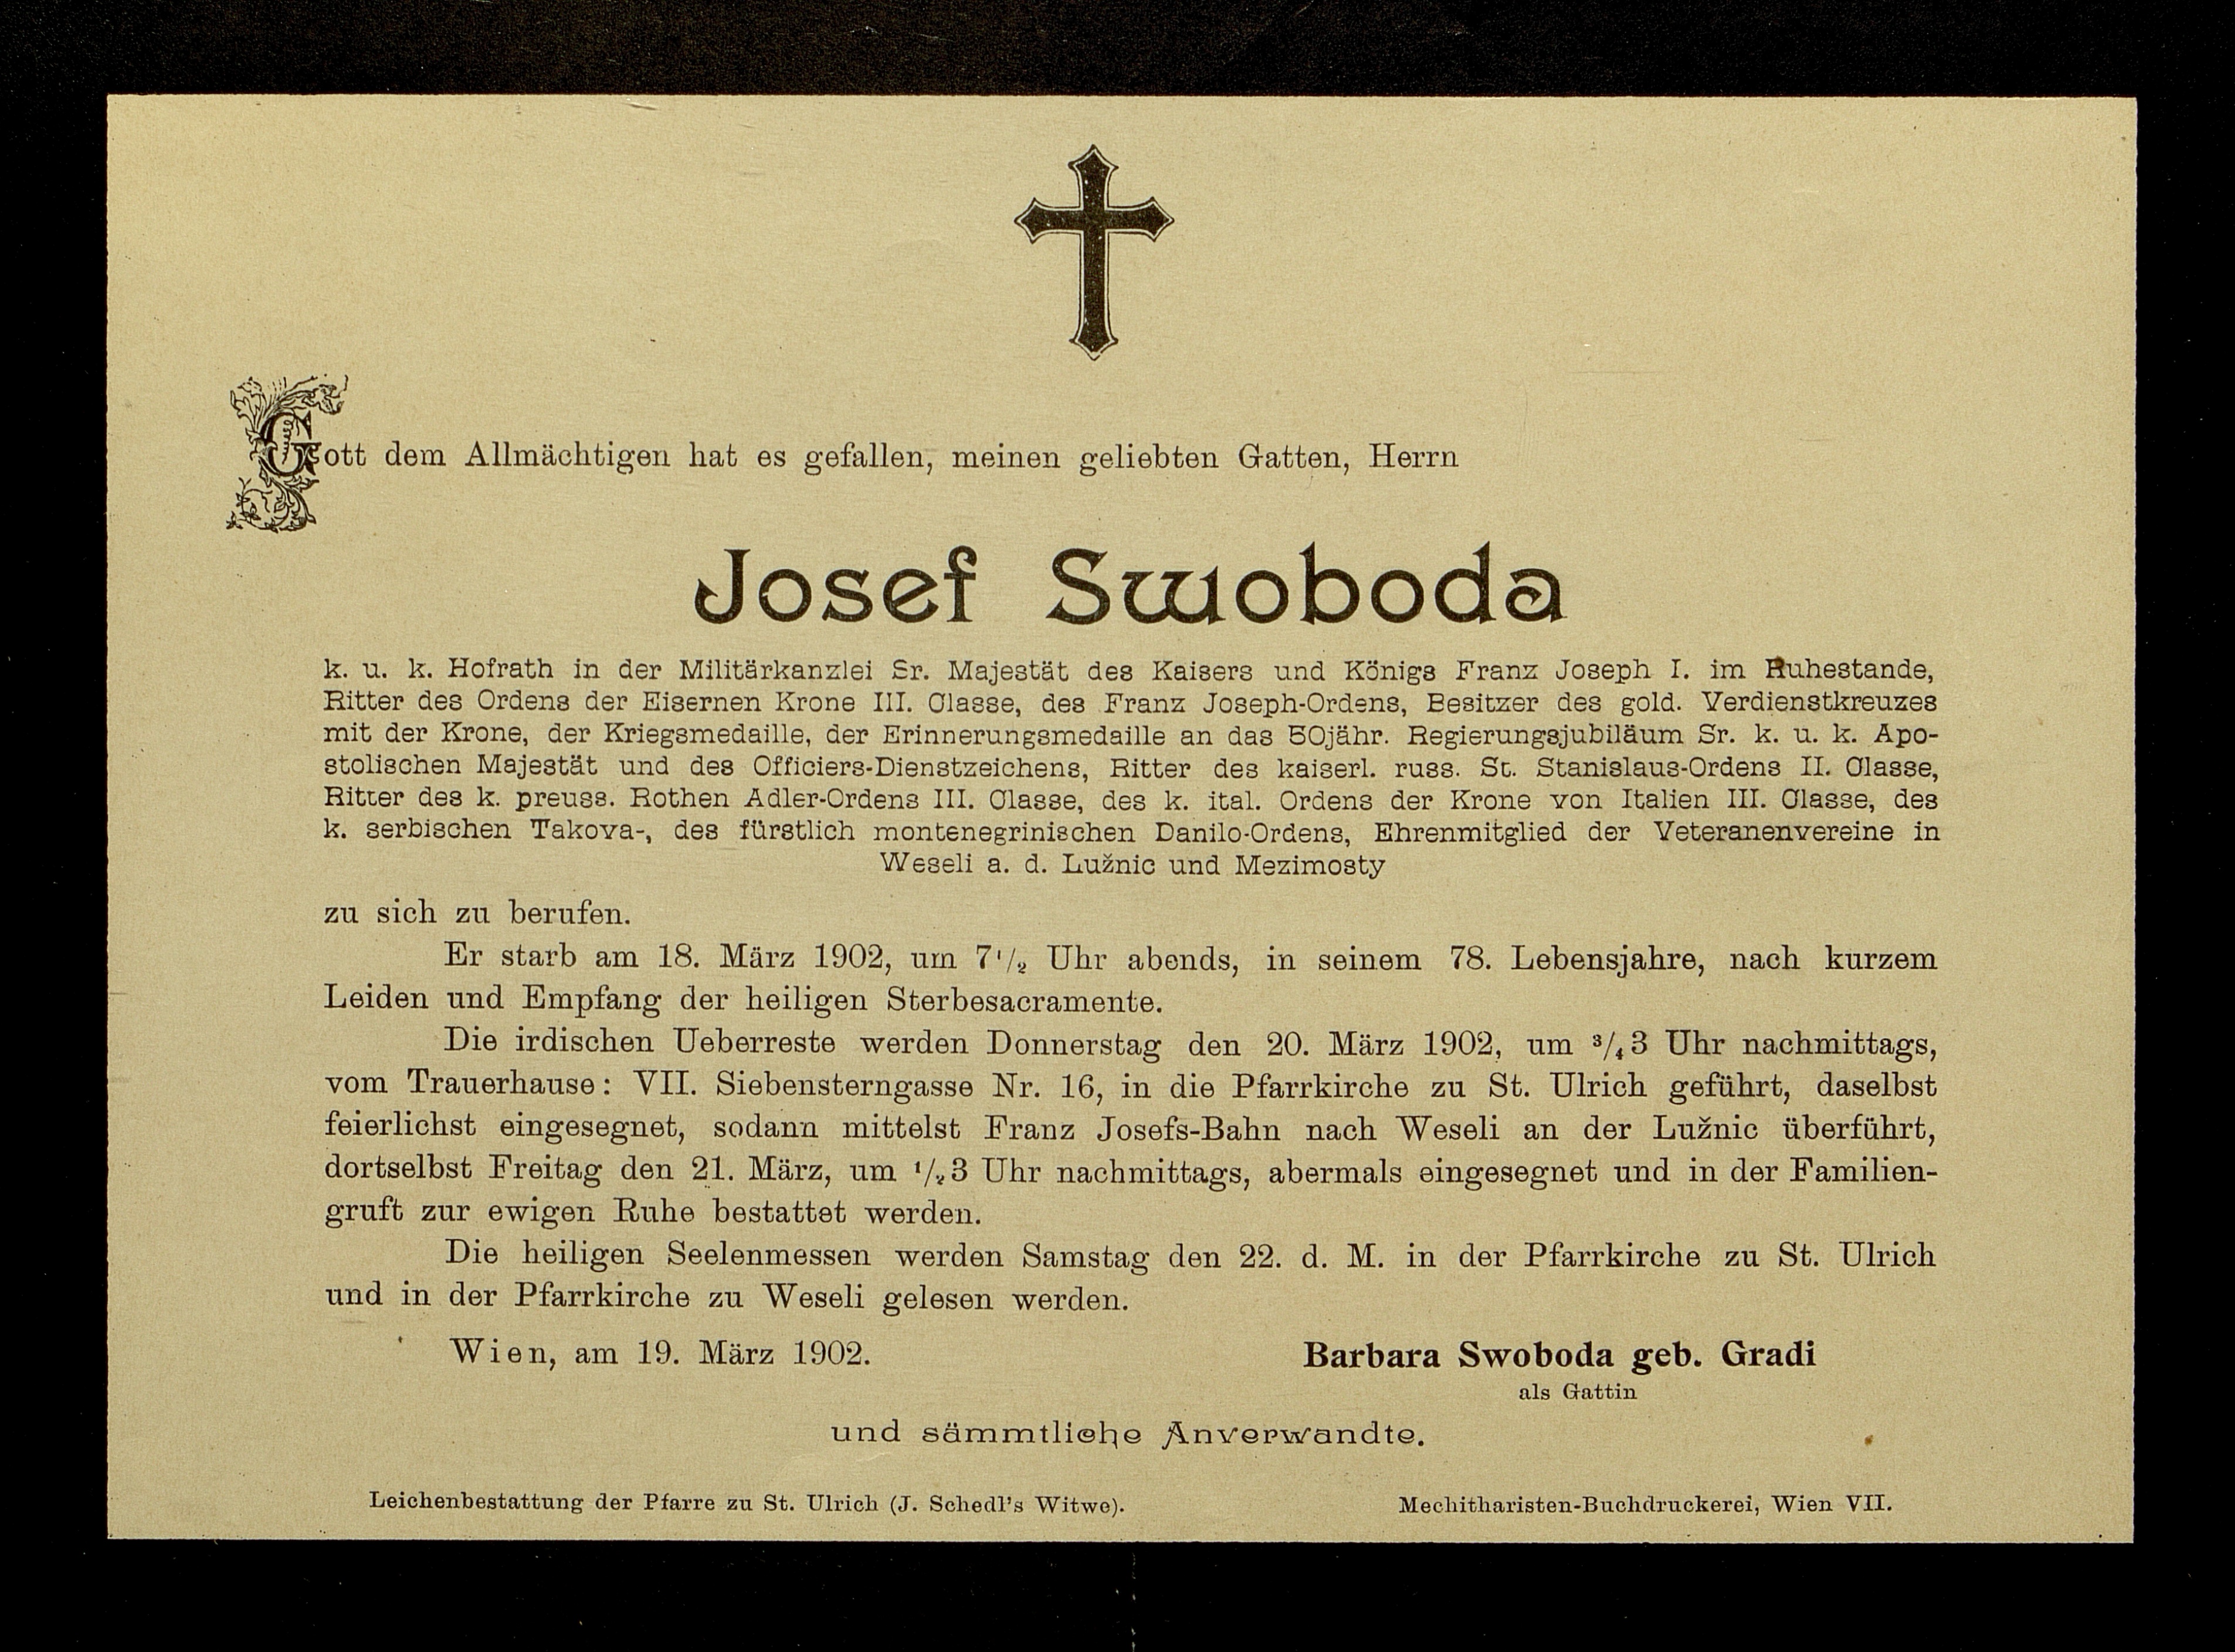 Gott dem Allmächtigen hat es gefallen, meinen geliebten Gatten, Herrn
Josef Swoboda
k. u. k. Hofrath in der Militärkanzlei Sr. Majestät des Kaisers und Königs Franz Joseph I. im Ruhestande,
Ritter des Ordens der Eisernen Krone III. Classe, des Franz Joseph-Ordens, Besitzer des gold. Verdienstkreuzes
mit der Krone, der Kriegsmedaille, der Erinnerungsmedaille an das 50jähr. Regierungsjubiläum Sr. k. u. k. Apo-
stolischen Majestät und des Officiers-Dienstzeichens, Ritter des kaiserl. russ. St. Stanislaus-Ordens II. Classe,
Ritter des k. preuss. Rothen Adler-Ordens III. Classe, des k. ital. Ordens der Krone von Italien III. Classe, des
k. serbischen Takova-, des fürstlich montenegrinischen Danilo-Ordens, Ehrenmitglied der Veteranenvereine in
Weseli a. d. Lužnic und Mezimosty
zu sich zu berufen.
Er starb am 18. März 1902, um 7 1/2 Uhr abends, in seinem 78. Lebensjahre, nach kurzem
Leiden und Empfang der heiligen Sterbesacramente.
Die irdischen Ueberreste werden Donnerstag den 20. März 1902, um 3/4 3 Uhr nachmittags,
vom Trauerhause: VII. Siebensterngasse Nr. 16, in die Pfarrkirche zu St. Ulrich geführt, daselbst
feierlichst eingesegnet, sodann mittelst Franz Josefs-Bahn nach Weseli an der Lužnic überführt,
dortselbst Freitag den 21. März, um 1/2 3 Uhr nachmittags, abermals eingesegnet und in der Familien-
gruft zur ewigen Ruhe bestattet werden.
Die heiligen Seelenmessen werden Samstag den 22. d. M. in der Pfarrkirche zu St. Ulrich
und in der Pfarrkirche zu Weseli gelesen werden.
Wien, am 19. März 1902.
Barbara Swoboda geb. Gradi
als Gattin
und sämmtliche Anverwandte.
Leichenbestattung der Pfarre zu St. Ulrich (J. Schedl's Witwe).
Mechitharisten-Buchdruckerei, Wien VII.